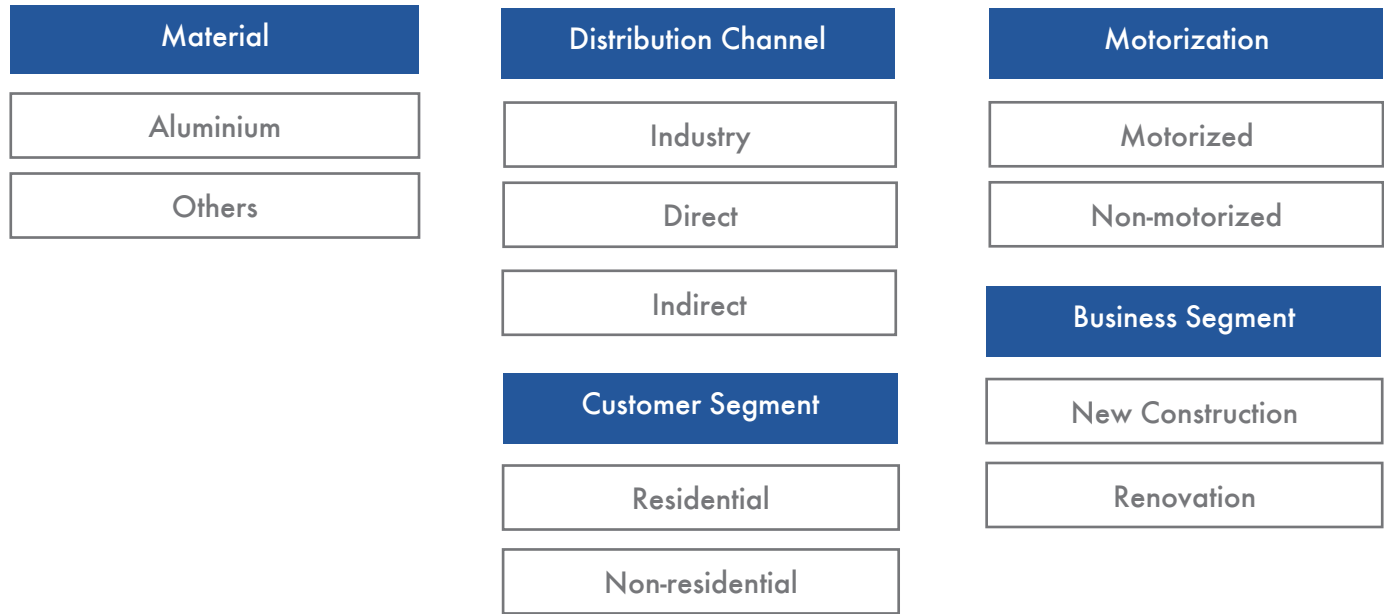 Material
Aluminium
Others
Distribution Channel
Industry
Direct
Indirect
Customer Segment
Residential
Non-residential
Motorization
Motorized
Non-motorized
Business Segment
New Construction
Renovation